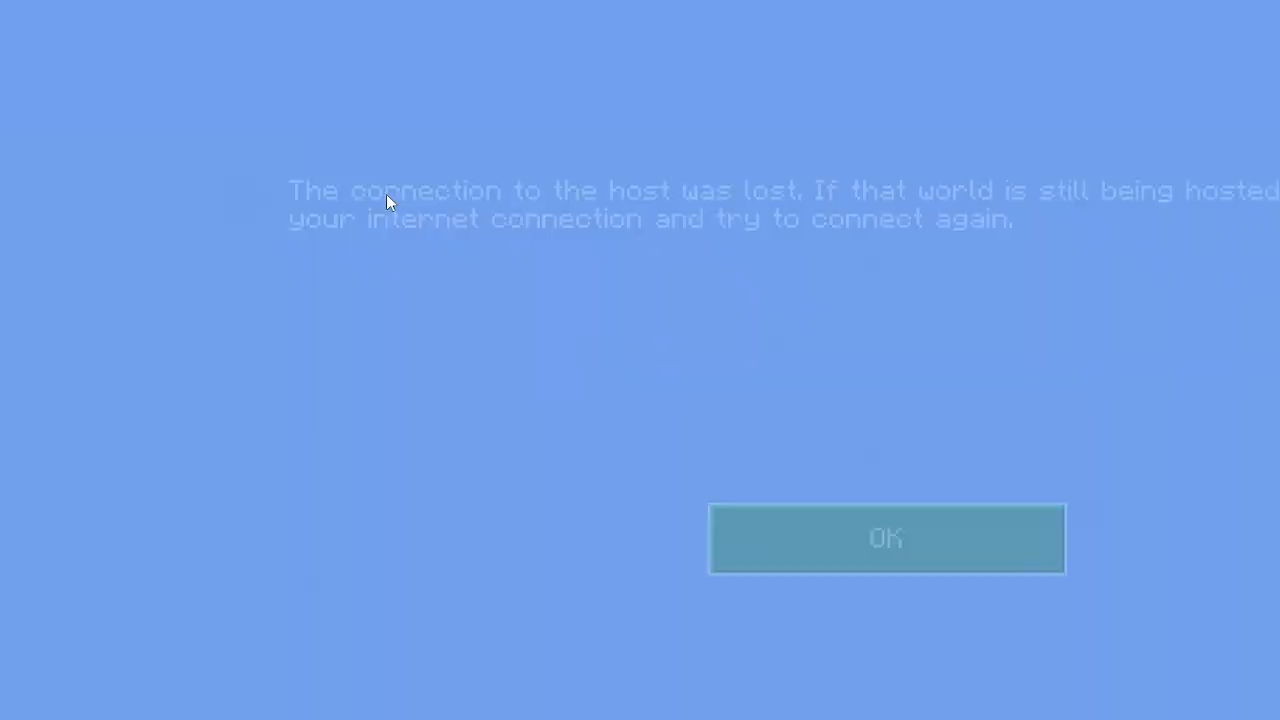 The connection to the host was lost. If that world is still being hosted
your internet connection and try to connect again.
OK